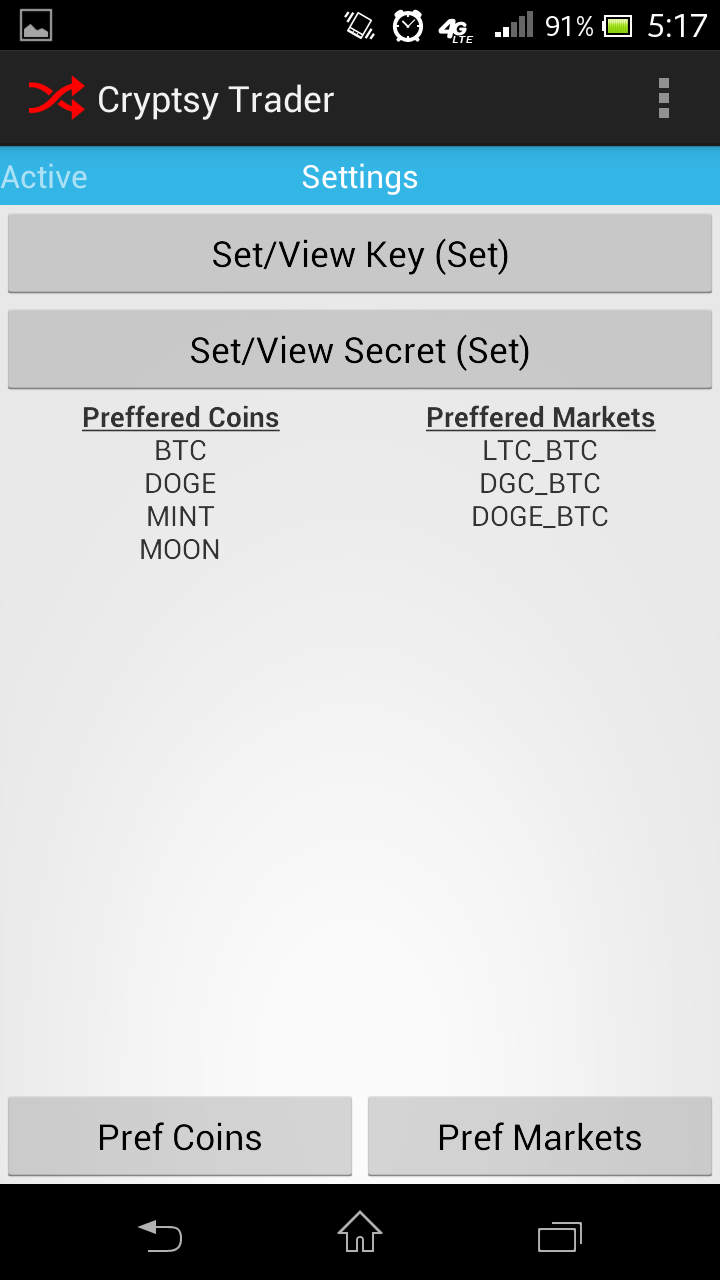 4G LTE 91% 5:17
Cryptsy Trader
Active Settings
Set/View Key (Set)
Set/View Secret (Set)
Preffered Coins Preffered Markets
BTC LTC_BTC
DOGE DGC_BTC
MINT DOGE_BTC
MOON
Pref Coins Pref Markets